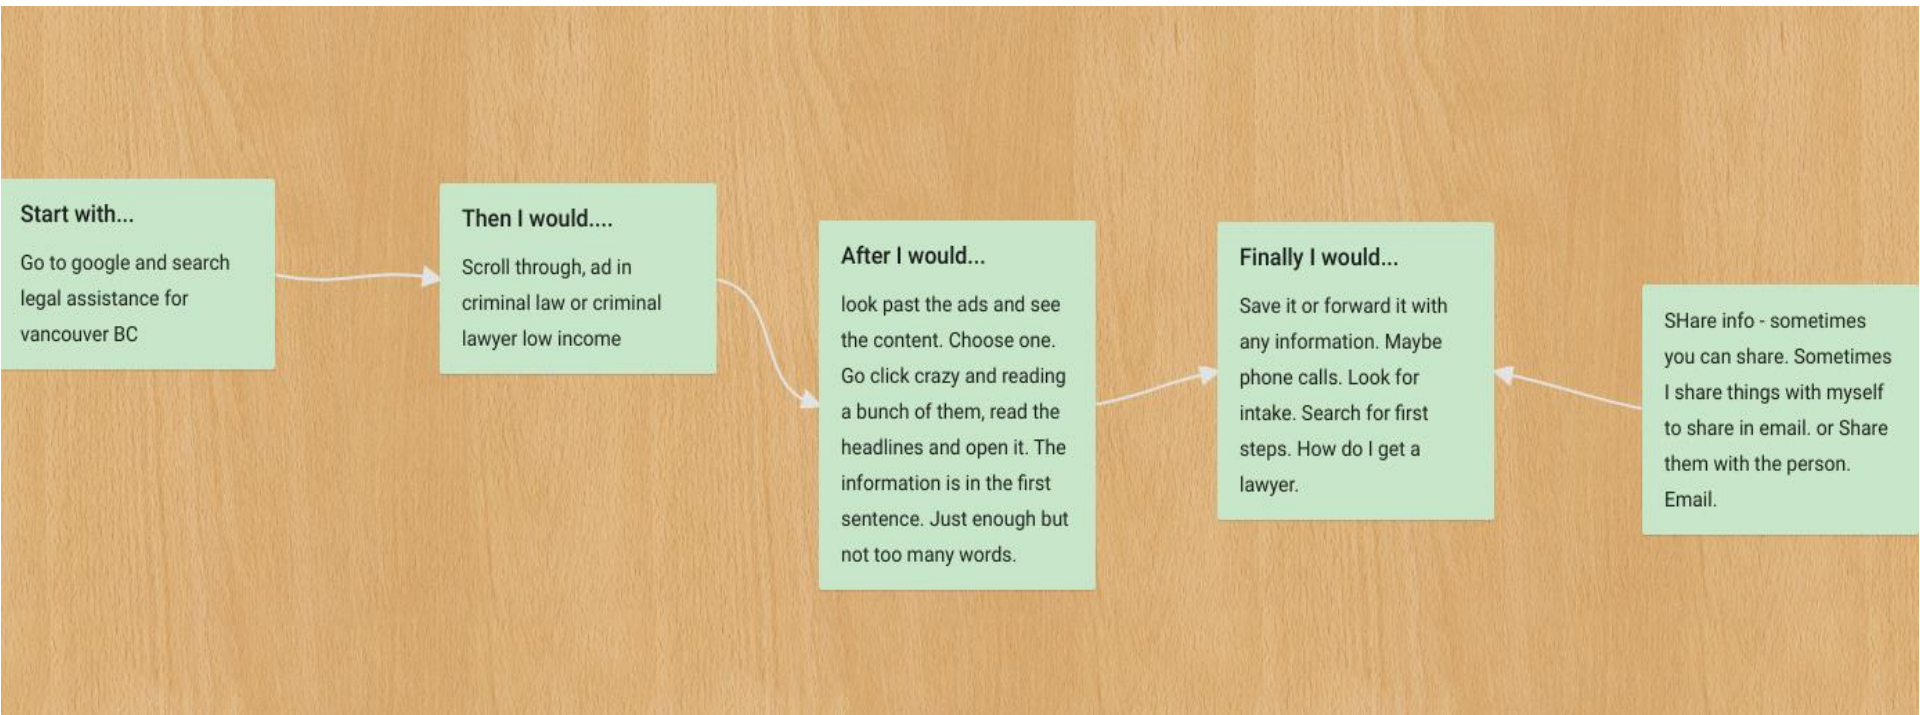 Start with...
Go to google and search
legal assistance for
vancouver BC
Then I would....
Scroll through, ad in
criminal law or criminal
lawyer low income
After I would...
look past the ads and see
the content. Choose one.
Go click crazy and reading
a bunch of them, read the
headlines and open it. The
information is in the first
sentence. Just enough but
not too many words.
Finally I would...
Save it or forward it with
any information. Maybe
phone calls. Look for
intake. Search for first
steps. How do I get a
lawyer.
SHare info - sometimes
you can share. Sometimes
I share things with myself
to share in email. or Share
them with the person.
Email.